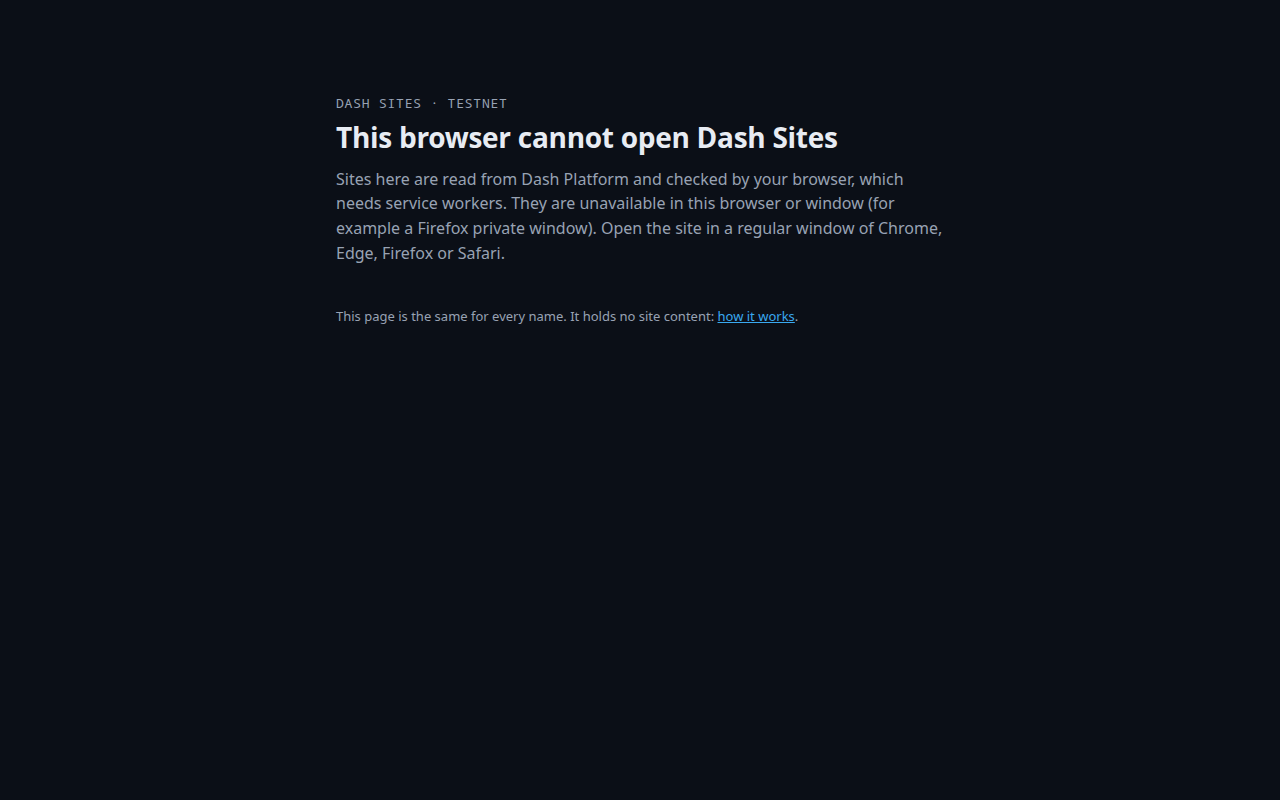 DASH SITES · TESTNET
This browser cannot open Dash Sites
Sites here are read from Dash Platform and checked by your browser, which
needs service workers. They are unavailable in this browser or window (for
example a Firefox private window). Open the site in a regular window of Chrome,
Edge, Firefox or Safari.
This page is the same for every name. It holds no site content: how it works.